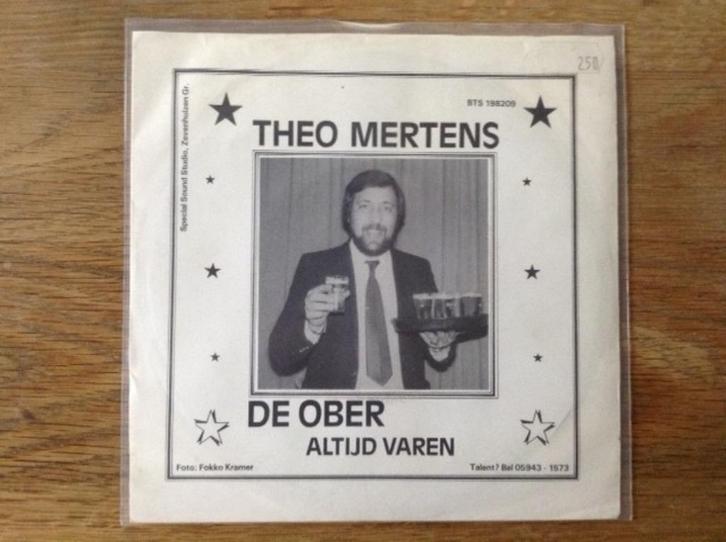 250
BTS 198209
THEO MERTENS
Special Sound Studio, Zevenhuizen Gr.
DE OBER
ALTIJD VAREN
Foto: Fokko Kramer
Talent? Bel 05943 - 1573